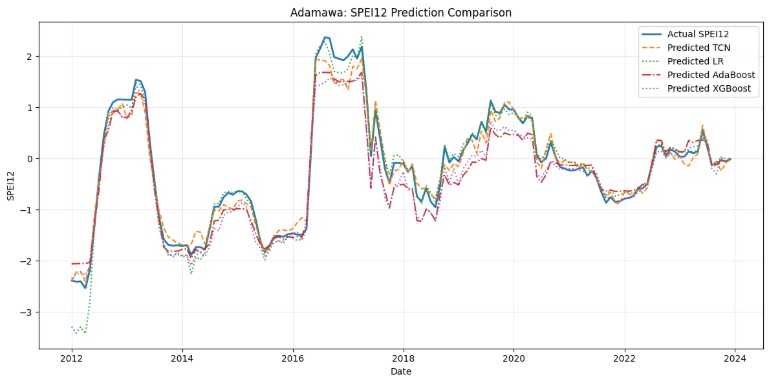 Adamawa: SPEI12 Prediction Comparison
Actual SPEI12
Predicted TCN
Predicted LR
Predicted AdaBoost
Predicted XGBoost
SPEI12
2
1
0
−1
−2
−3
2012 2014 2016 2018 2020 2022 2024
Date